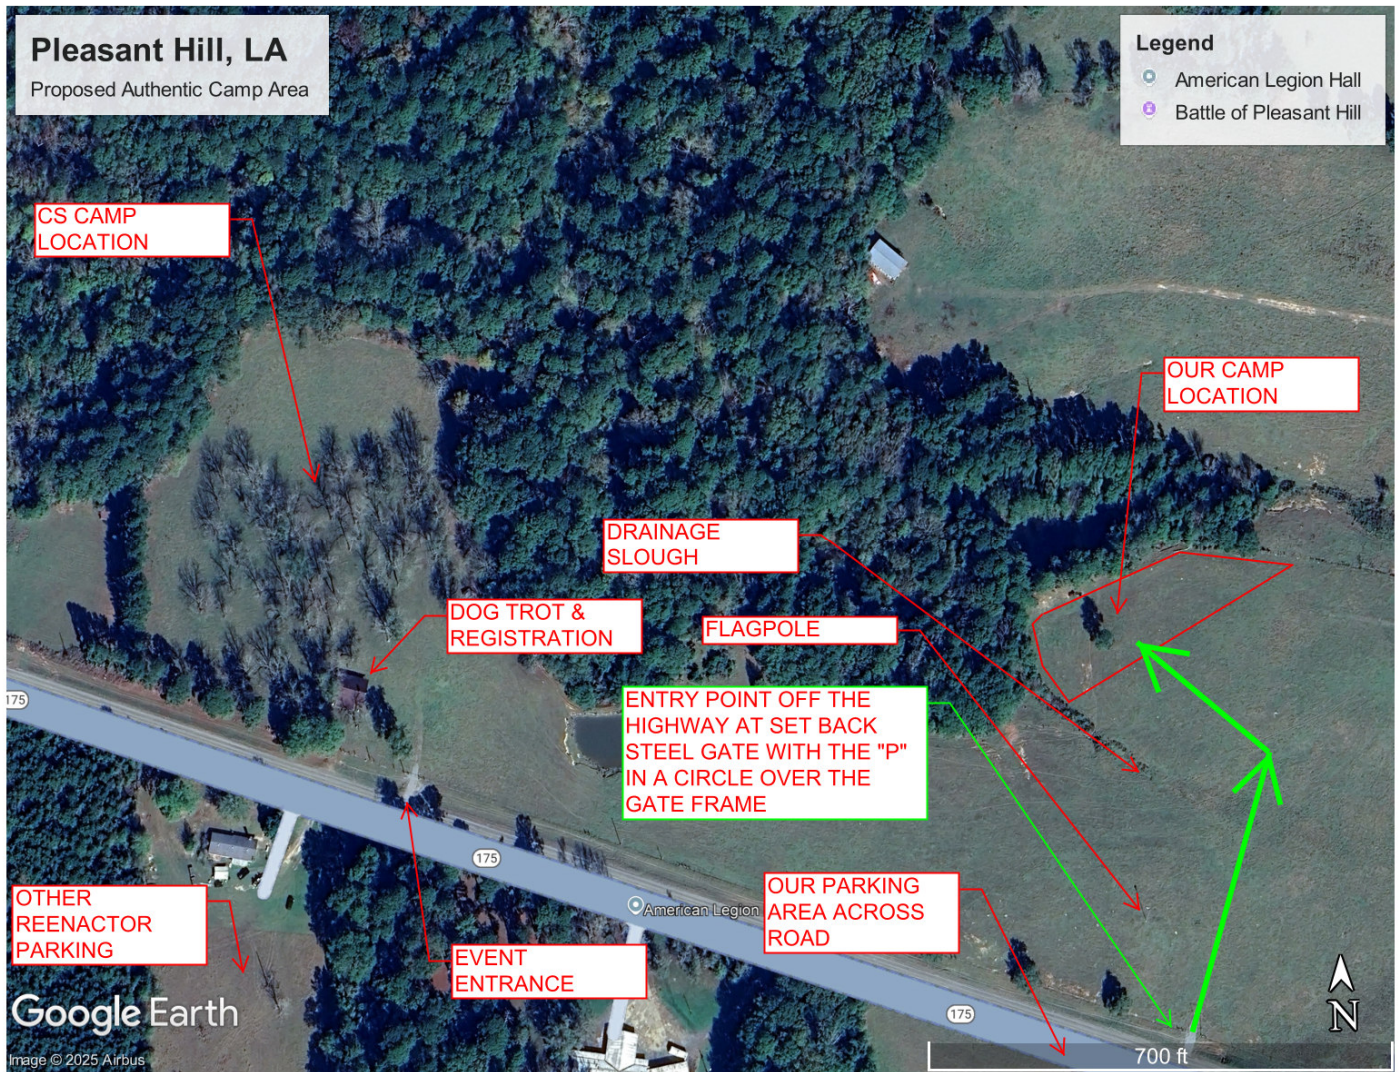 Pleasant Hill, LA
Proposed Authentic Camp Area
Legend
American Legion Hall
Battle of Pleasant Hill
CS CAMP
LOCATION
OUR CAMP
LOCATION
DRAINAGE
SLOUGH
DOG TROT &
REGISTRATION
FLAGPOLE
175
ENTRY POINT OFF THE
HIGHWAY AT SET BACK
STEEL GATE WITH THE "P"
IN A CIRCLE OVER THE
GATE FRAME
175
OTHER
REENACTOR
PARKING
American Legion
OUR PARKING
AREA ACROSS
ROAD
EVENT
ENTRANCE
175
N
Google Earth
Image © 2025 Airbus
700 ft